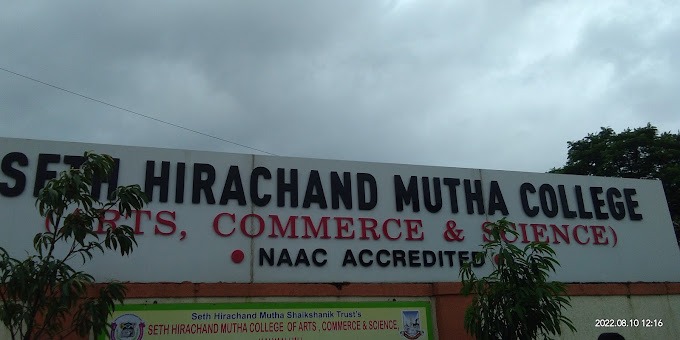 SETH HIRACHAND MUTHA COLLEGE
(ARTS, COMMERCE & SCIENCE)
• NAAC ACCREDITED •
Seth Hirachand Mutha Shaikshanik Trust's
SETH HIRACHAND MUTHA COLLEGE OF ARTS, COMMERCE & SCIENCE,
2022.08.10 12:16